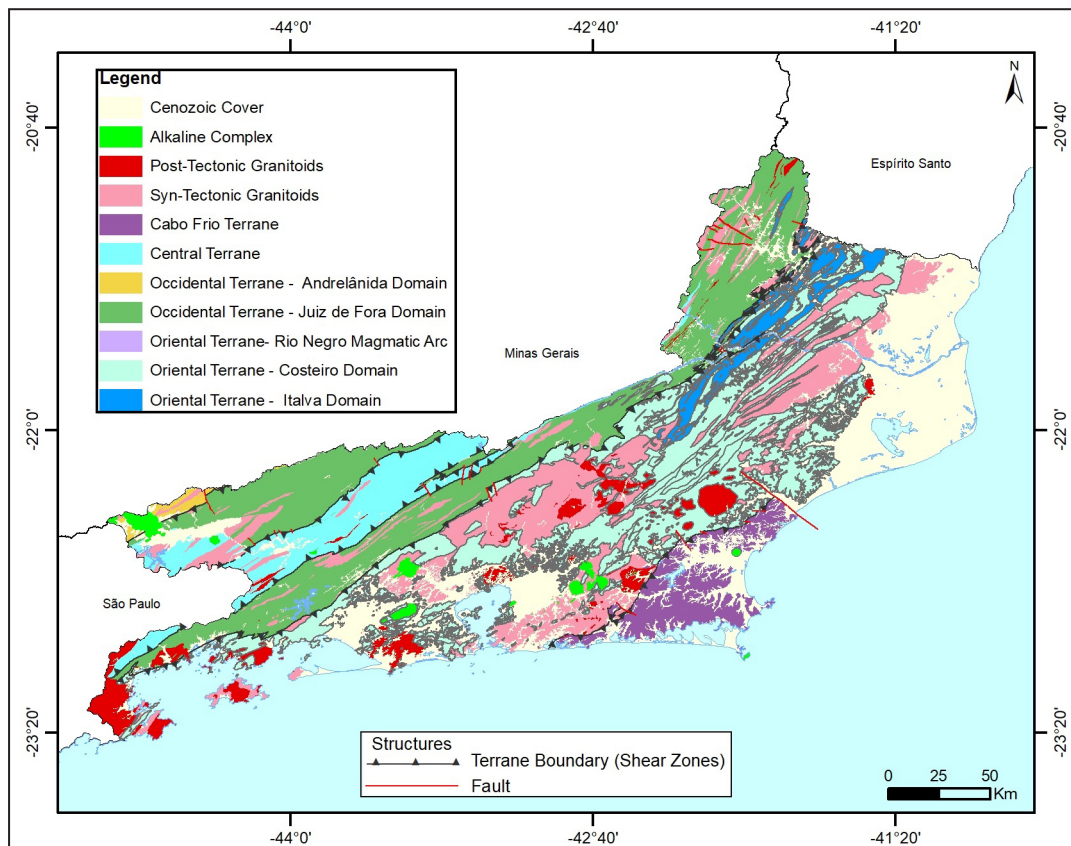 -44°0'
-42°40'
-41°20'
Legend
Cenozoic Cover
Alkaline Complex
Post-Tectonic Granitoids
Syn-Tectonic Granitoids
Cabo Frio Terrane
Central Terrane
Occidental Terrane - Andrelânida Domain
Occidental Terrane - Juiz de Fora Domain
Oriental Terrane- Rio Negro Magmatic Arc
Oriental Terrane - Costeiro Domain
Oriental Terrane - Italva Domain
N
-20°40'
-20°40'
Espírito Santo
Minas Gerais
-22°0'
-22°0'
São Paulo
-23°20'
-23°20'
Structures
Terrane Boundary (Shear Zones)
Fault
0 25 50
Km
-44°0'
-42°40'
-41°20'